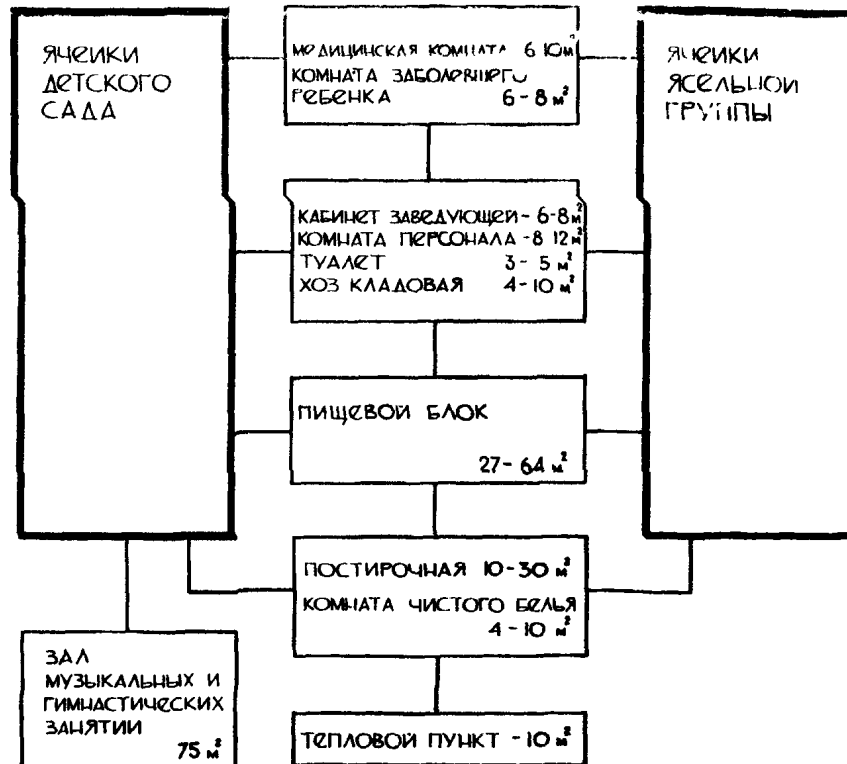 ЯЧЕЙКИ
ДЕТСКОГО
САДА
МЕДИЦИНСКАЯ КОМНАТА 6 10 м²
КОМНАТА ЗАБОЛЕВШЕГО
РЕБЕНКА 6-8 м²
ЯЧЕЙКИ
ЯСЕЛЬНОЙ
ГРУППЫ
КАБИНЕТ ЗАВЕДУЮЩЕЙ - 6-8 м²
КОМНАТА ПЕРСОНАЛА - 8 12 м²
ТУАЛЕТ 3 - 5 м²
ХОЗ КЛАДОВАЯ 4-10 м²
ПИЩЕВОЙ БЛОК
27-64 м²
ПОСТИРОЧНАЯ 10-30 м²
КОМНАТА ЧИСТОГО БЕЛЬЯ
4-10 м²
ЗАЛ
МУЗЫКАЛЬНЫХ И
ГИМНАСТИЧЕСКИХ
ЗАНЯТИИ
75 м²
ТЕПЛОВОЙ ПУНКТ - 10 м²